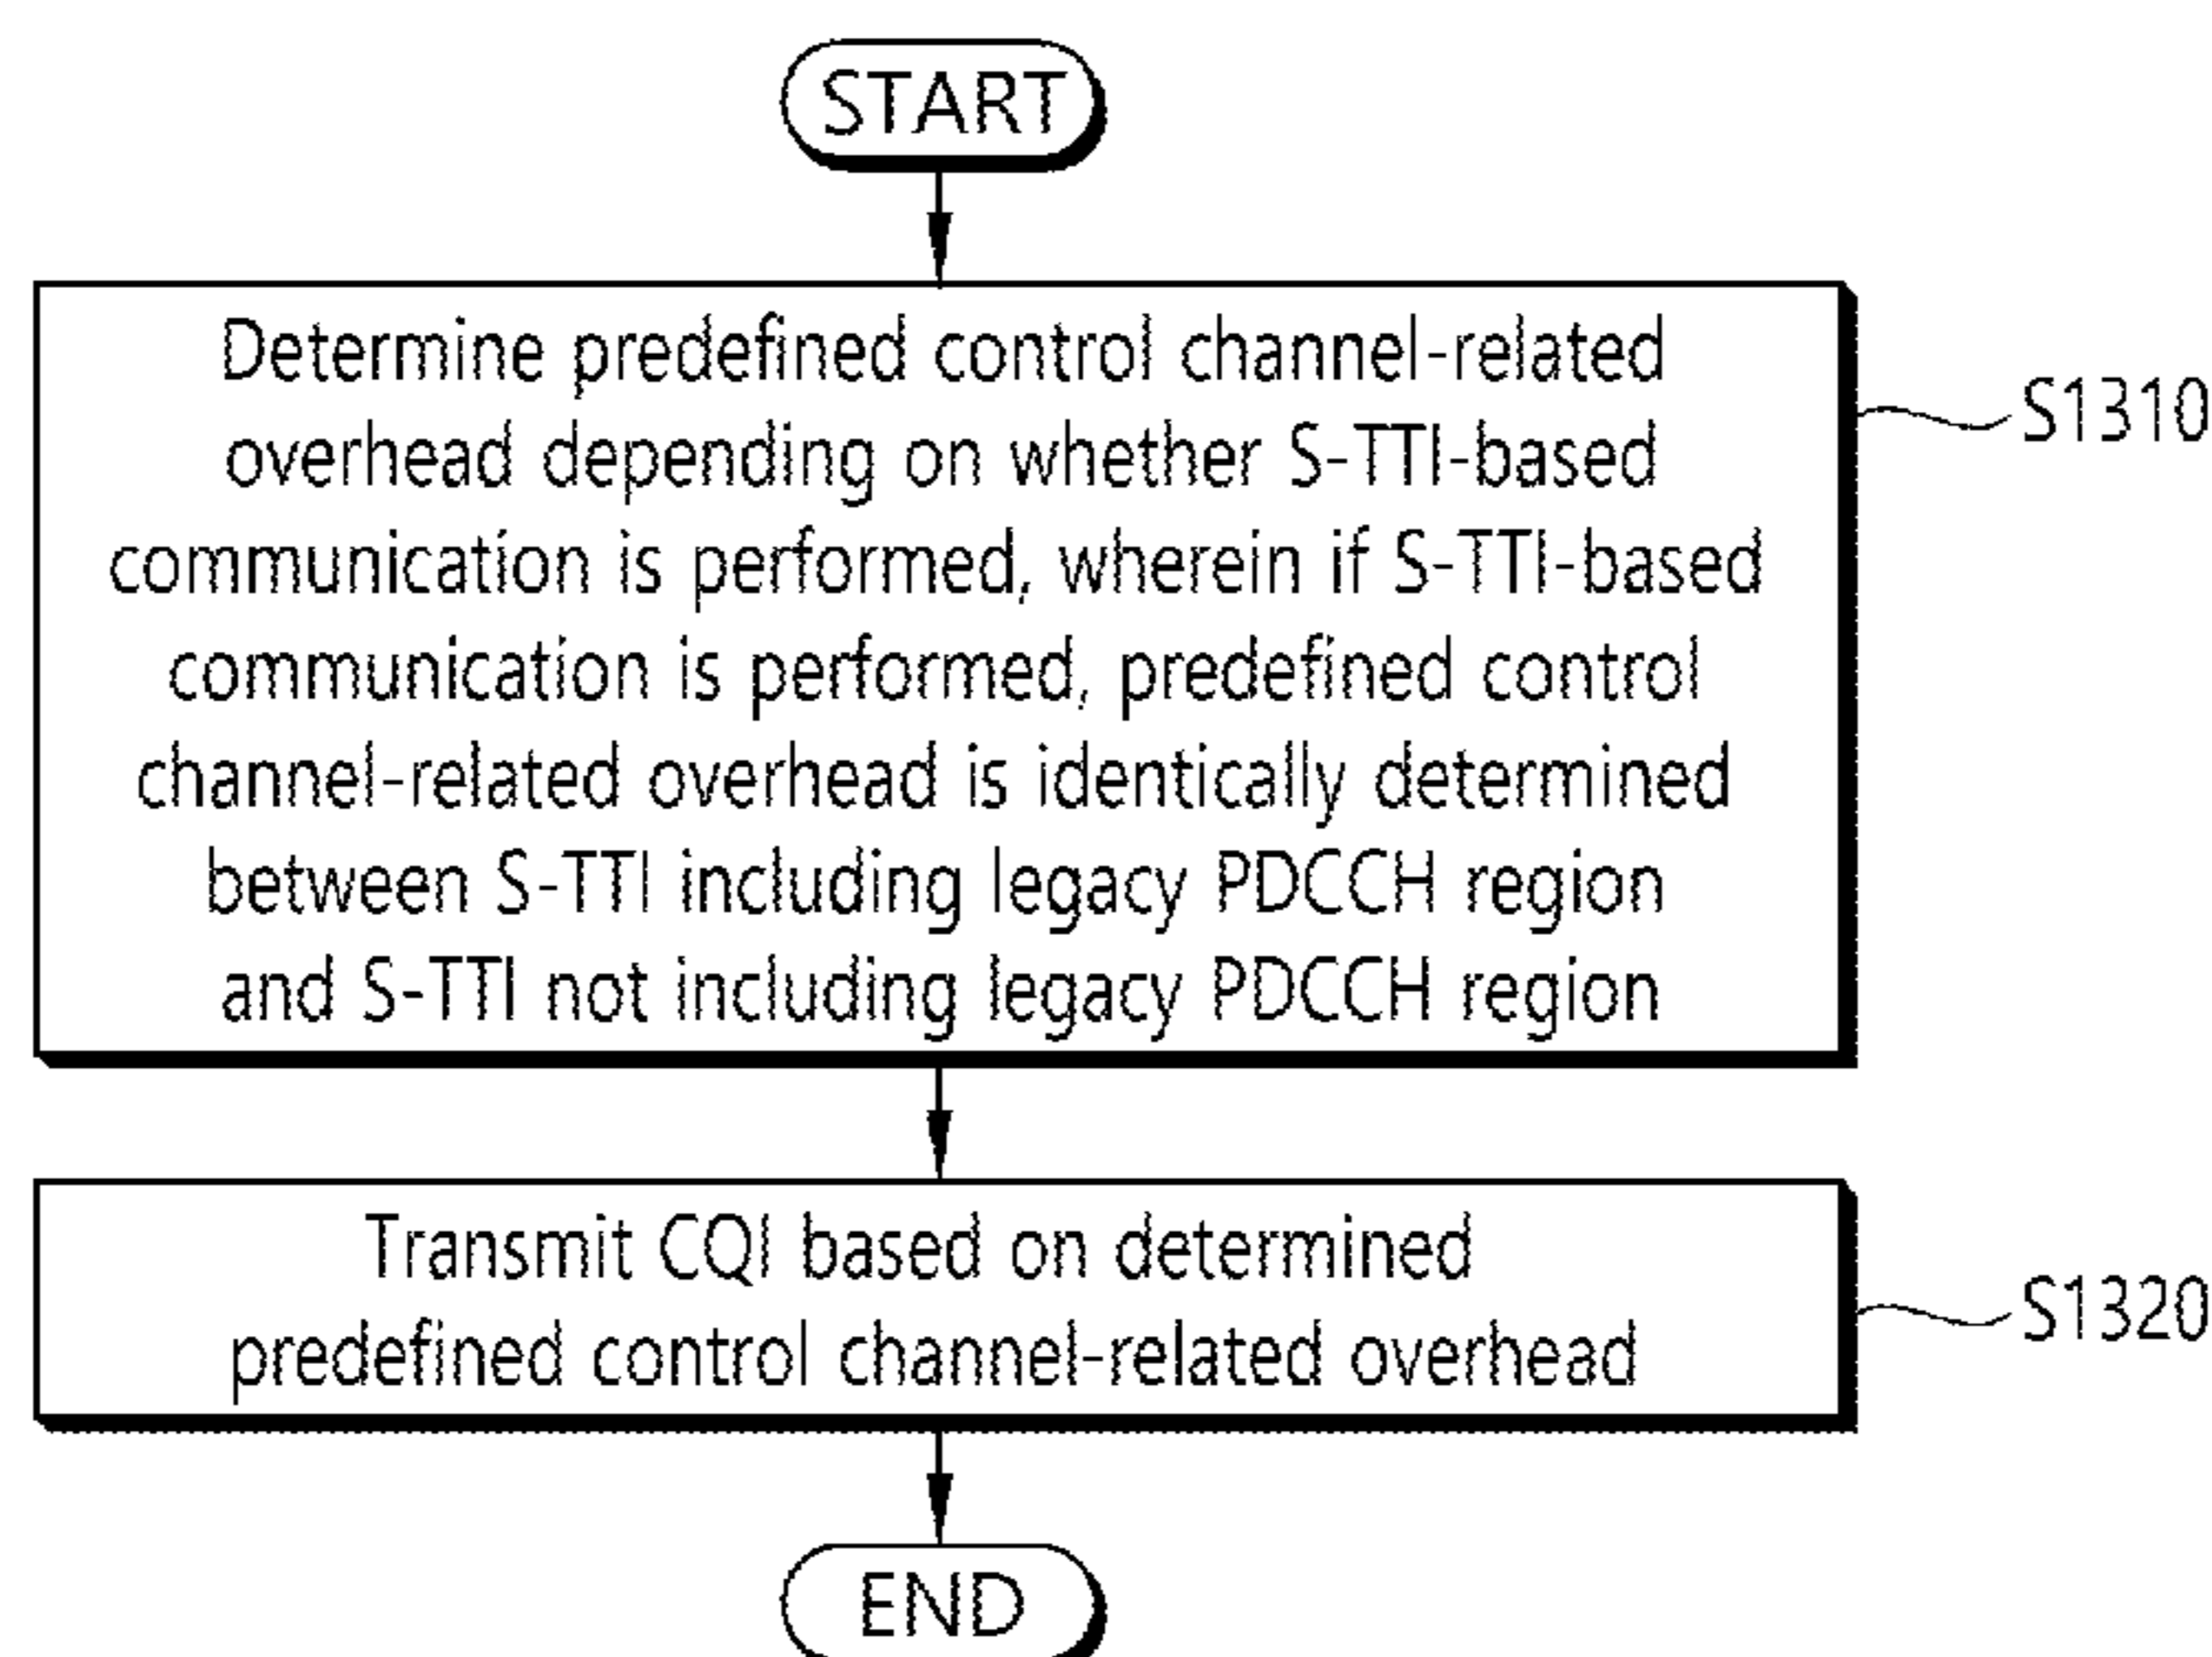 START
Determine predefined control channel-related
overhead depending on whether S-TTI-based
communication is performed, wherein if S-TTI-based
communication is performed, predefined control
channel-related overhead is identically determined
between S-TTI including legacy PDCCH region
and S-TTI not including legacy PDCCH region
S1310
Transmit CQI based on determined
predefined control channel-related overhead
S1320
END